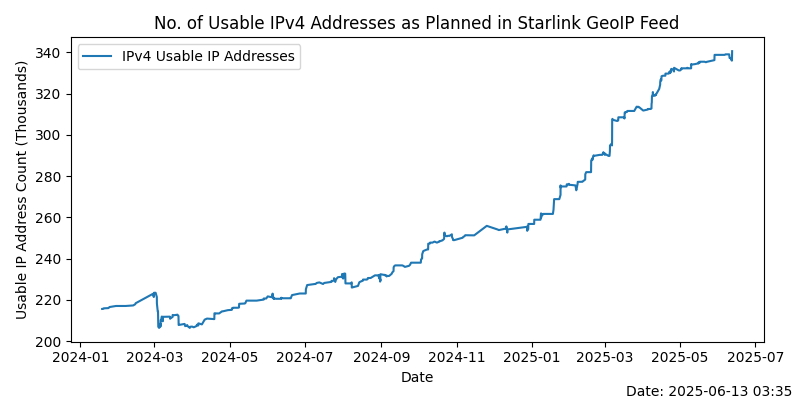 No. of Usable IPv4 Addresses as Planned in Starlink GeoIP Feed
IPv4 Usable IP Addresses
Usable IP Address Count (Thousands)
340
320
300
280
260
240
220
200
2024-01 2024-03 2024-05 2024-07 2024-09 2024-11 2025-01 2025-03 2025-05 2025-07
Date
Date: 2025-06-13 03:35